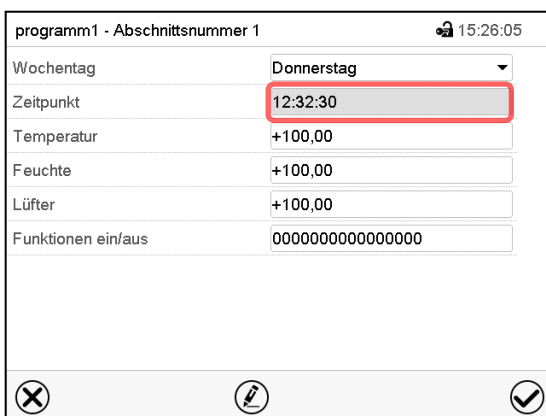 programm1 - Abschnittsnummer 1 15:26:05
Wochentag Donnerstag
Zeitpunkt 12:32:30
Temperatur +100,00
Feuchte +100,00
Lüfter +100,00
Funktionen ein/aus 0000000000000000